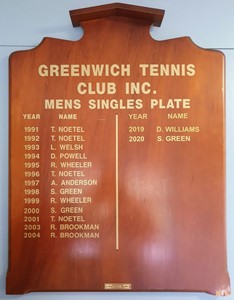 GREENWICH TENNIS
CLUB INC.
MENS SINGLES PLATE
YEAR NAME
1991 T. NOETEL
1992 T. NOETEL
1993 L. WELSH
1994 D. POWELL
1995 R. WHEELER
1996 T. NOETEL
1997 A. ANDERSON
1998 S. GREEN
1999 R. WHEELER
2000 S. GREEN
2001 T. NOETEL
2003 R. BROOKMAN
2004 R. BROOKMAN
YEAR NAME
2019 D. WILLIAMS
2020 S. GREEN